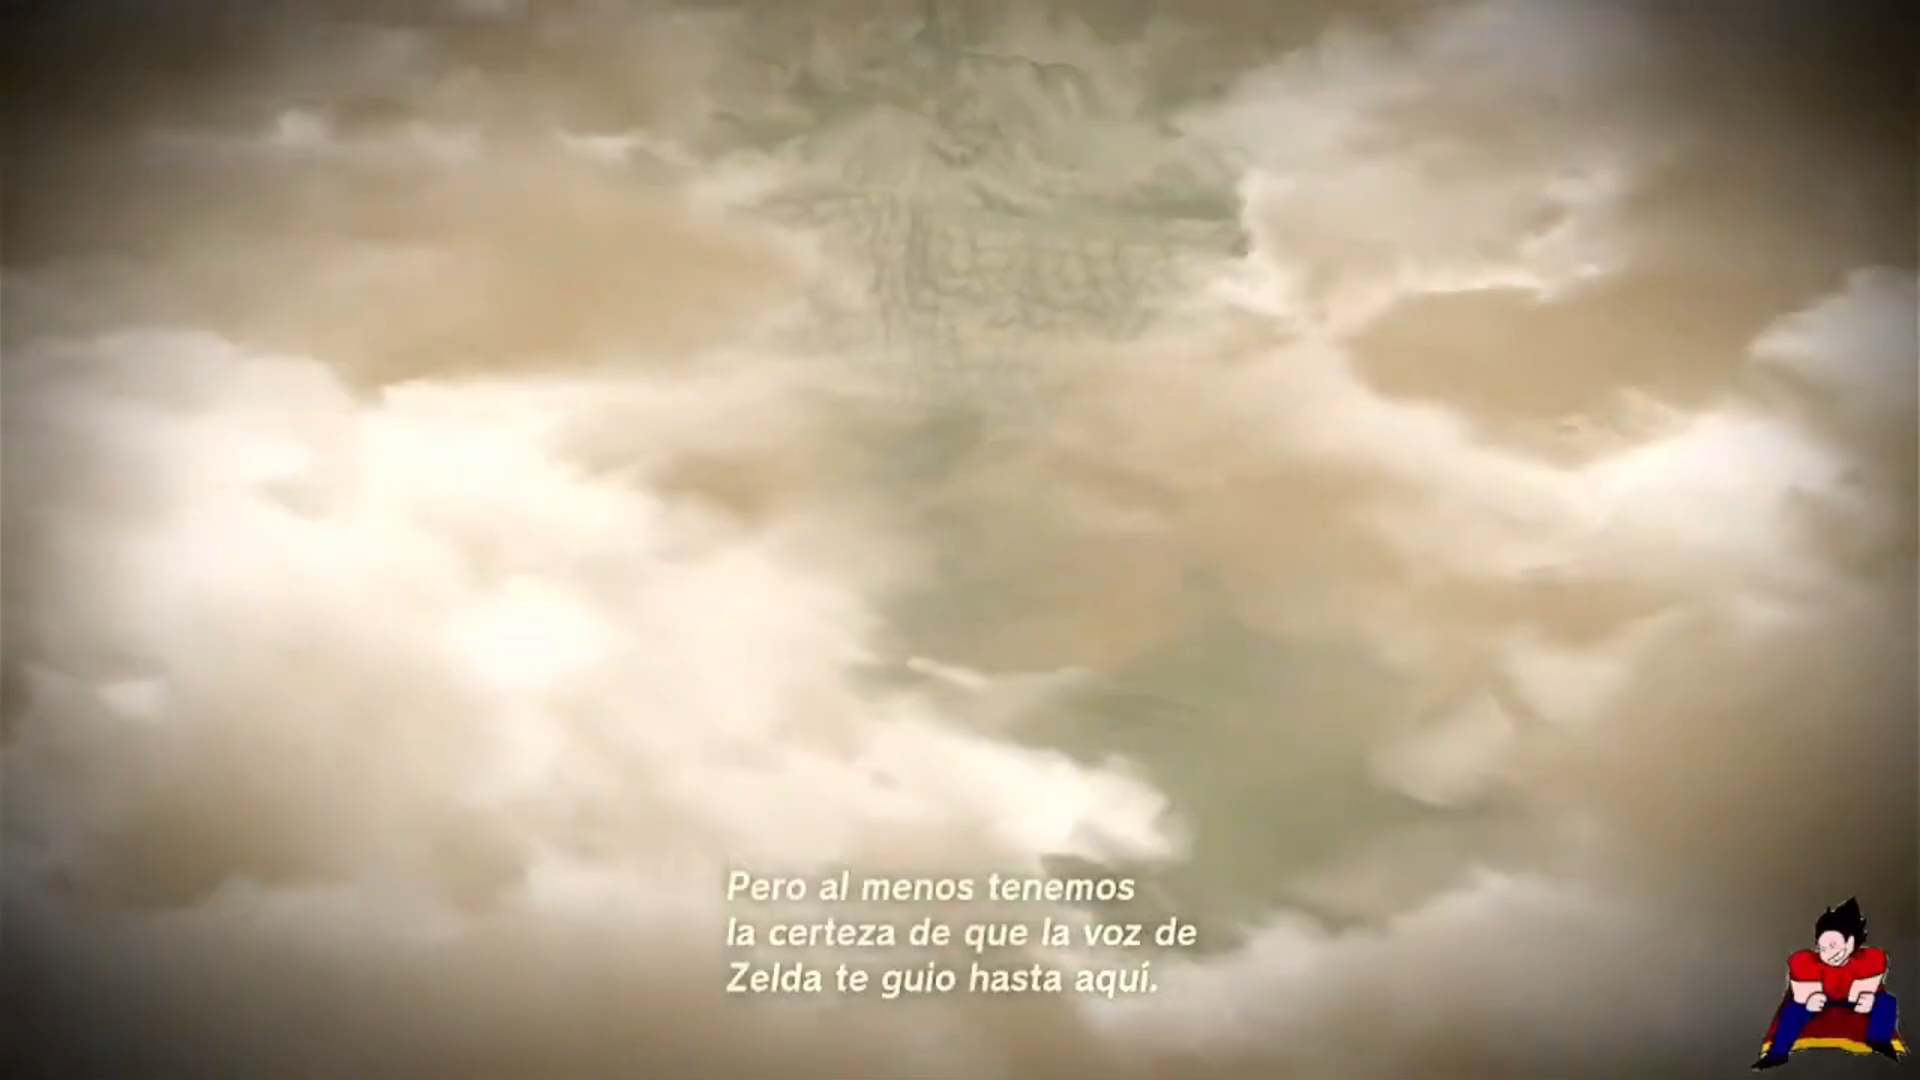 Pero al menos tenemos
la certeza de que la voz de
Zelda te guio hasta aquí.